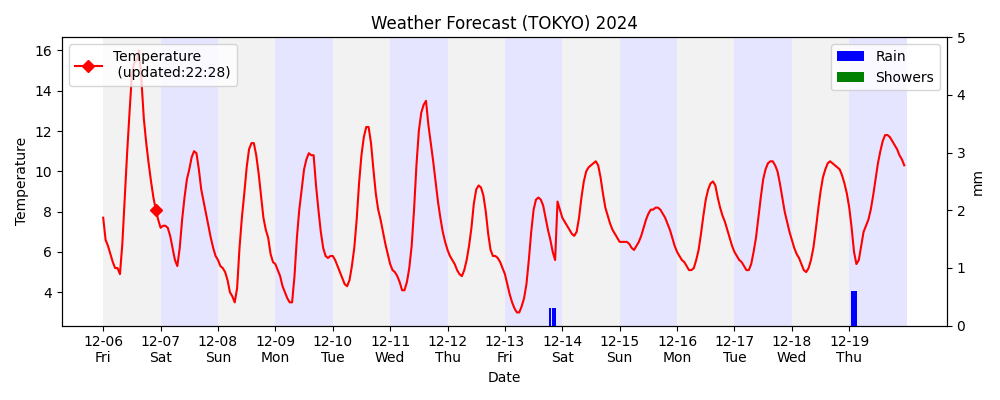 Weather Forecast (TOKYO) 2024
Temperature
(updated:22:28)
Rain
Showers
Temperature
16
14
12
10
8
6
4
5
4
3
2
1
0
mm
12-06 12-07 12-08 12-09 12-10 12-11 12-12 12-13 12-14 12-15 12-16 12-17 12-18 12-19
Fri Sat Sun Mon Tue Wed Thu Fri Sat Sun Mon Tue Wed Thu
Date